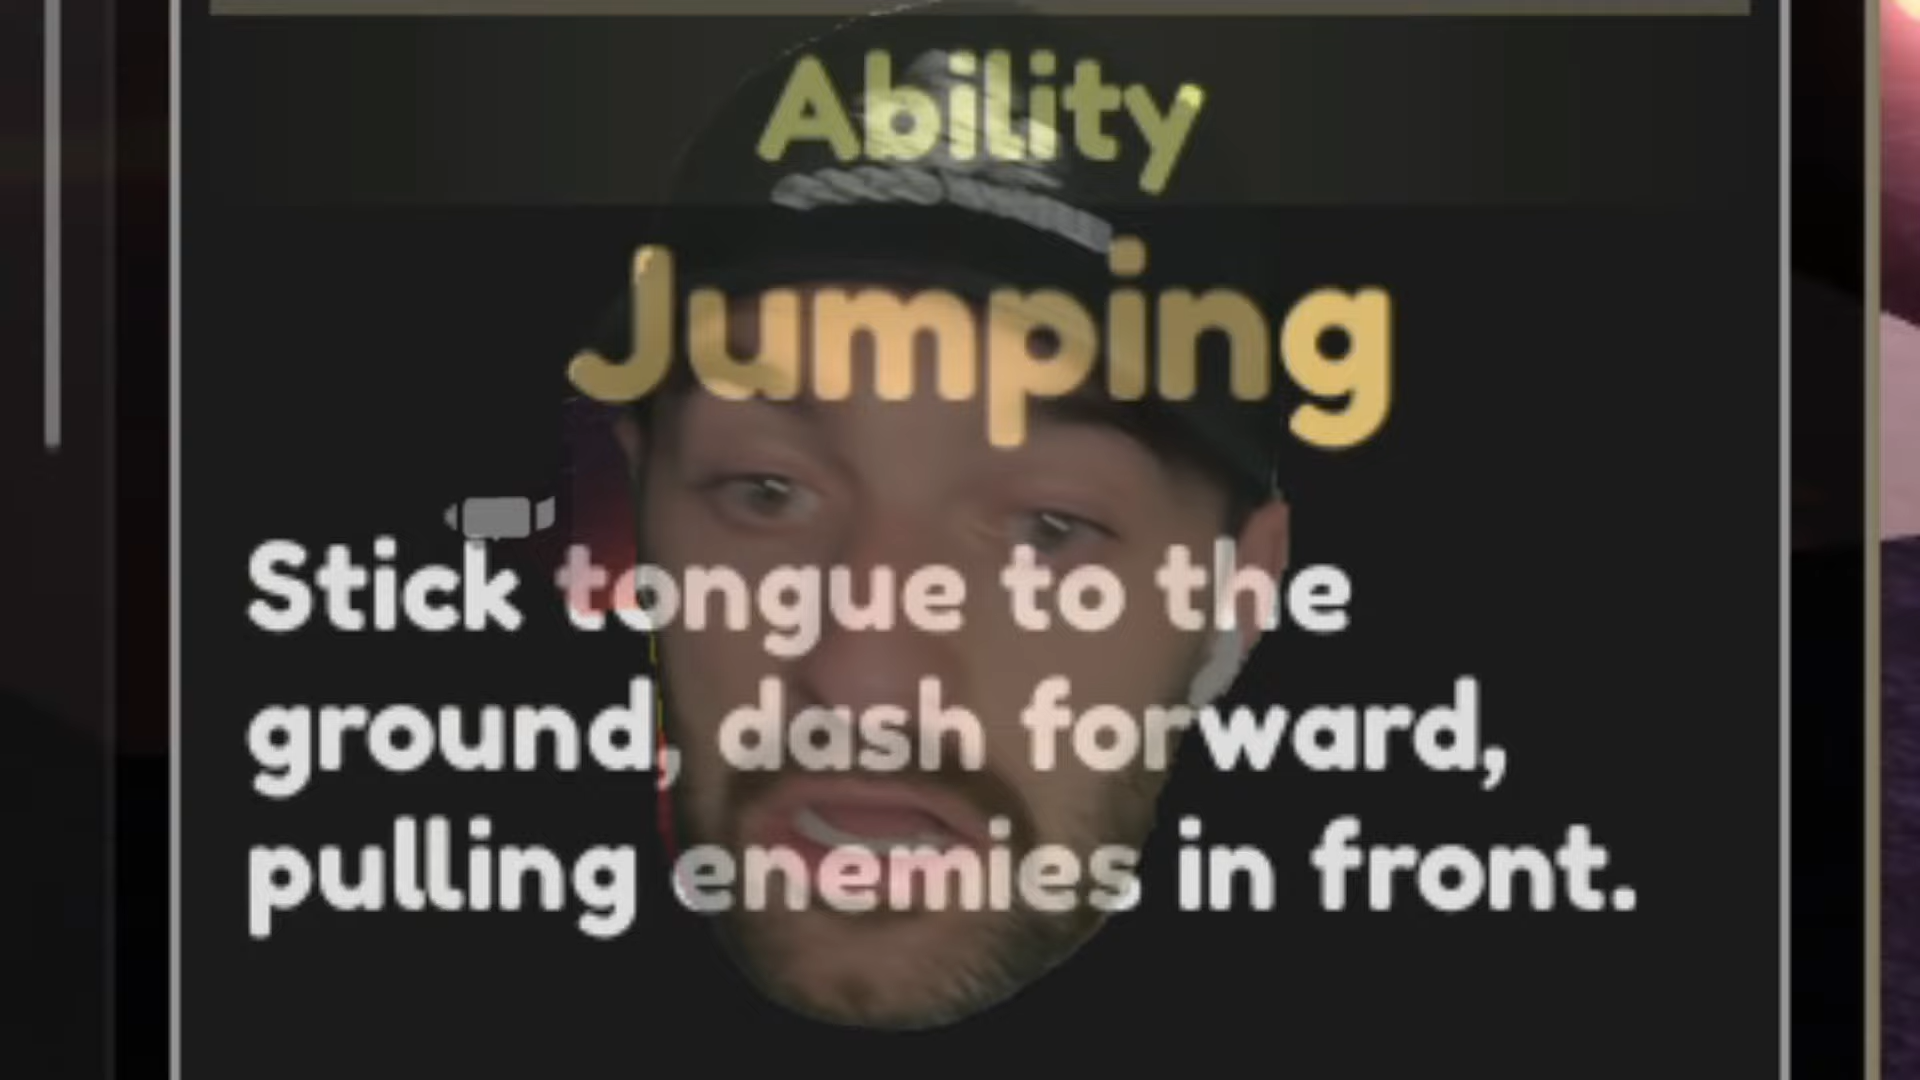 Ability
Jumping
Stick tongue to the
ground, dash forward,
pulling enemies in front.